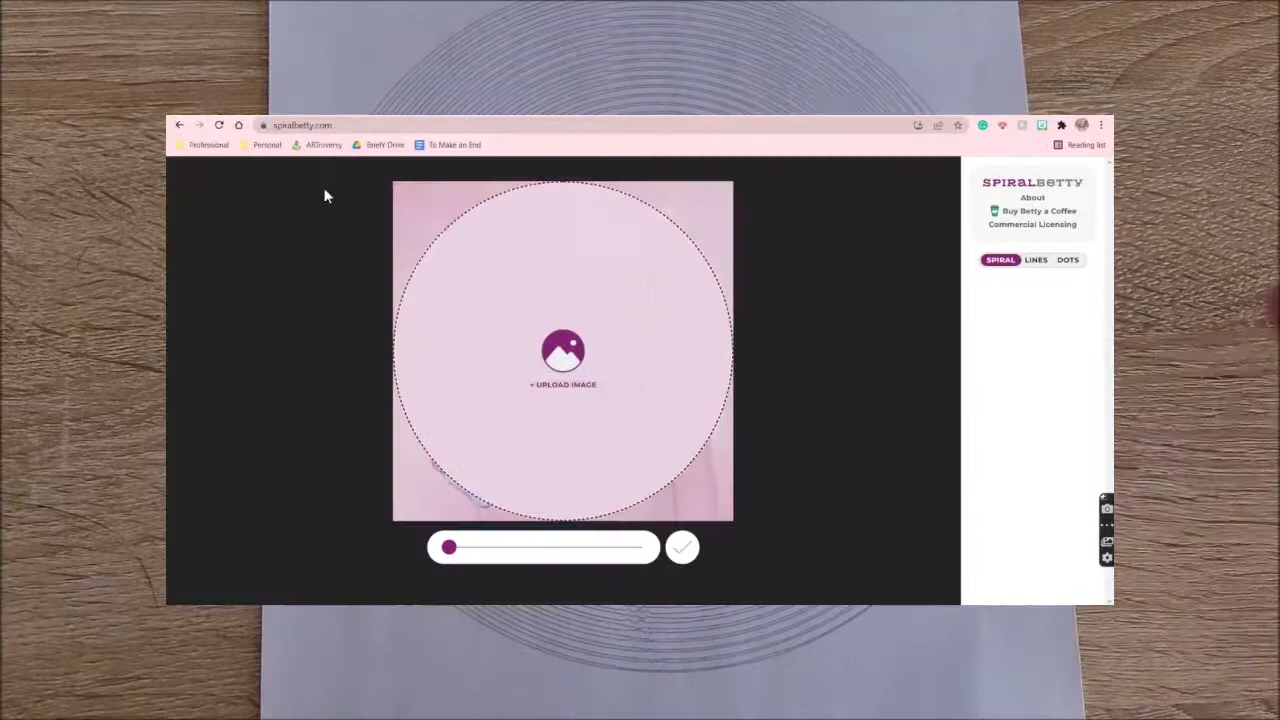 spiralbetty.com
Professional Personal ARTroversy BriefY Drive To Make an End Reading list
SPIRALBETTY
About
Buy Betty a Coffee
Commercial Licensing
SPIRAL LINES DOTS
+ UPLOAD IMAGE